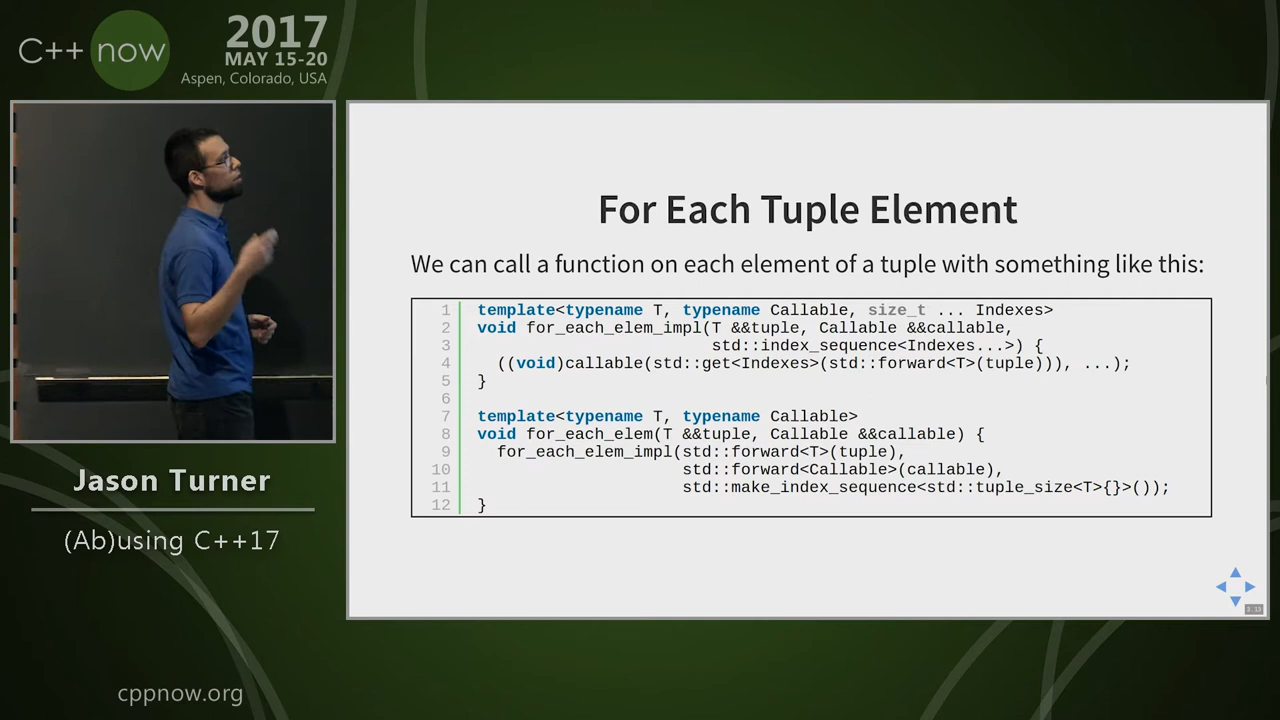 C++ now
2017
MAY 15-20
Aspen, Colorado, USA
Jason Turner
(Ab)using C++17
cppnow.org
For Each Tuple Element
We can call a function on each element of a tuple with something like this:
1 template<typename T, typename Callable, size_t ... Indexes>
2 void for_each_elem_impl(T &&tuple, Callable &&callable,
3 std::index_sequence<Indexes...>) {
4 ((void)callable(std::get<Indexes>(std::forward<T>(tuple))), ...);
5 }
6
7 template<typename T, typename Callable>
8 void for_each_elem(T &&tuple, Callable &&callable) {
9 for_each_elem_impl(std::forward<T>(tuple),
10 std::forward<Callable>(callable),
11 std::make_index_sequence<std::tuple_size<T>{}>());
12 }